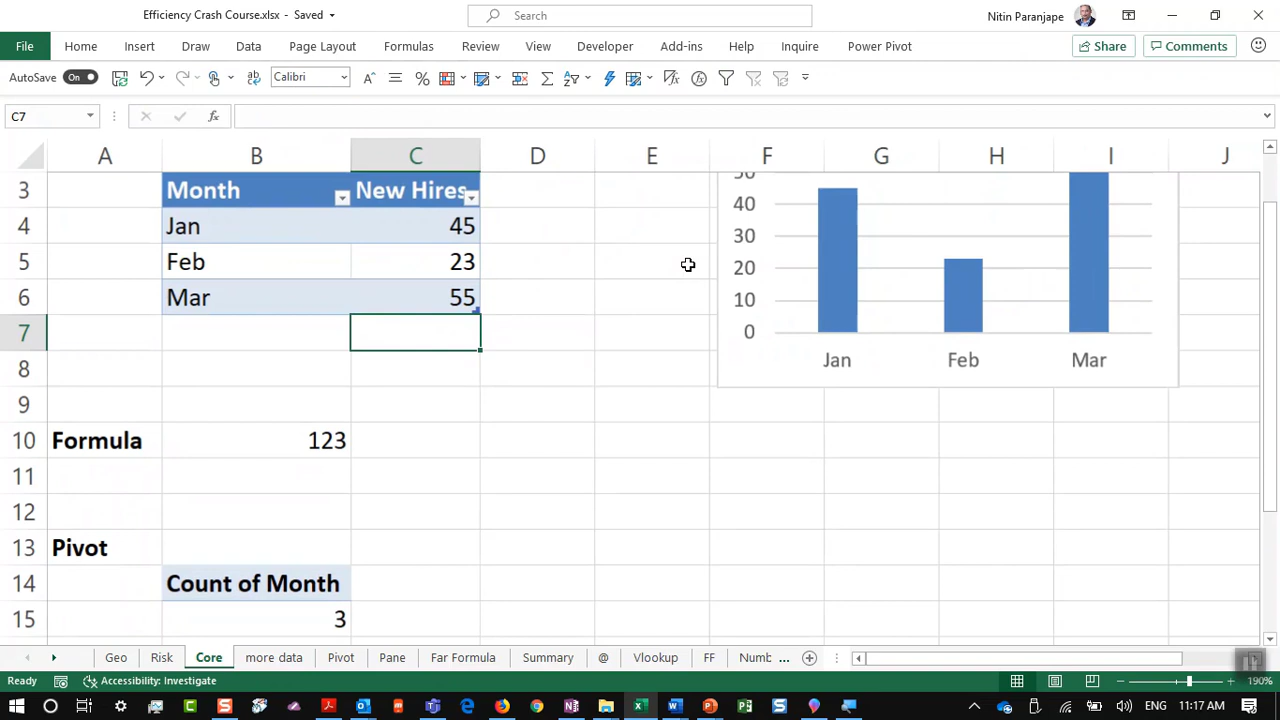 Efficiency Crash Course.xlsx - Saved
Search
Nitin Paranjape
File Home Insert Draw Data Page Layout Formulas Review View Developer Add-ins Help Inquire Power Pivot Share Comments
AutoSave On Calibri
C7
A B C D E F G H I J
3 Month New Hires
4 Jan 45
5 Feb 23
6 Mar 55
7
8
9
10 Formula 123
11
12
13 Pivot
14 Count of Month
15 3
50
40
30
20
10
0
Jan Feb Mar
Geo Risk Core more data Pivot Pane Far Formula Summary @ Vlookup FF Numb ...
Ready Accessibility: Investigate 190%
ENG 11:17 AM